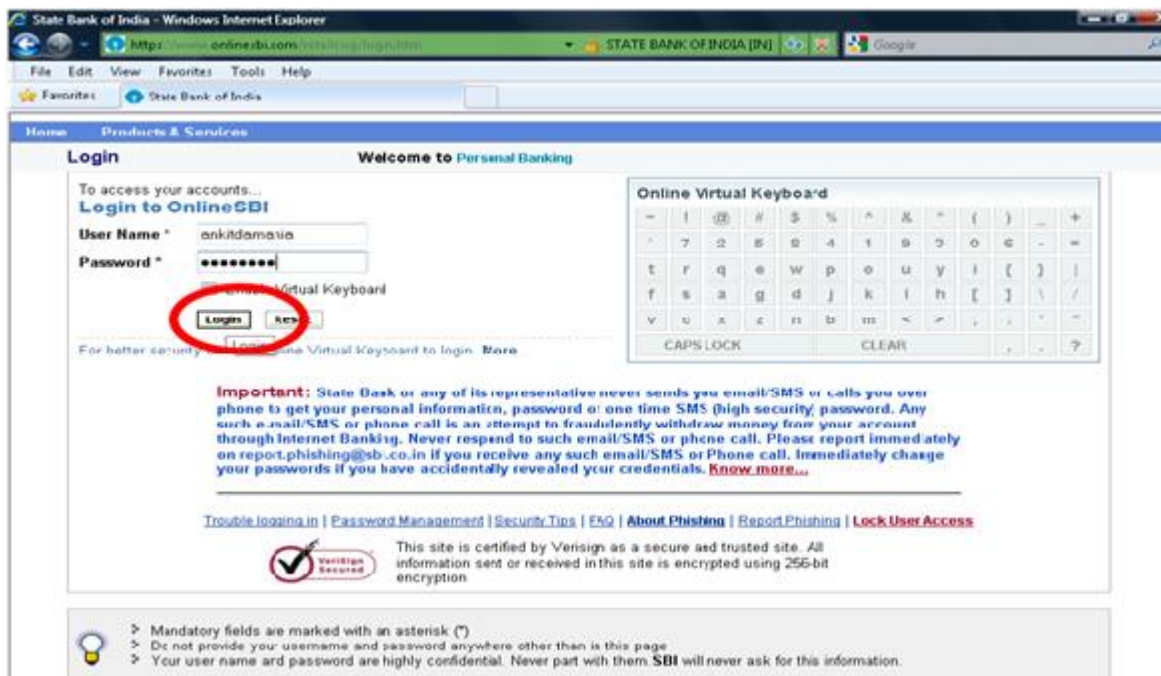 State Bank of India - Windows Internet Explorer
STATE BANK OF INDIA [IN] Google
File Edit View Favorites Tools Help
Favorites State Bank of India
Home Products & Services
Login Welcome to Personal Banking
To access your accounts...
Login to OnlineSBI
User Name *
Password *
Virtual Keyboard
Login
Login
For better security Virtual Keyboard to login. More
Online Virtual Keyboard
CAPS LOCK CLEAR
Important: State Bank or any of its representative never sends you email/SMS or calls you over
phone to get your personal information, password or one time SMS (high security) password. Any
such e-mail/SMS or phone call is an attempt to fraudulently withdraw money from your account
through Internet Banking. Never respond to such email/SMS or phone call. Please report immediately
on report.phishing@sbi.co.in if you receive any such email/SMS or Phone call. Immediately change
your passwords if you have accidentally revealed your credentials. Know more...
Trouble logging in | Password Management | Security Tips | FAQ | About Phishing | Report Phishing | Lock User Access
VeriSign Secured
This site is certified by Verisign as a secure and trusted site. All
information sent or received in this site is encrypted using 256-bit
encryption
Mandatory fields are marked with an asterisk (*)
Do not provide your username and password anywhere other than in this page
Your user name and password are highly confidential. Never part with them. SBI will never ask for this information.